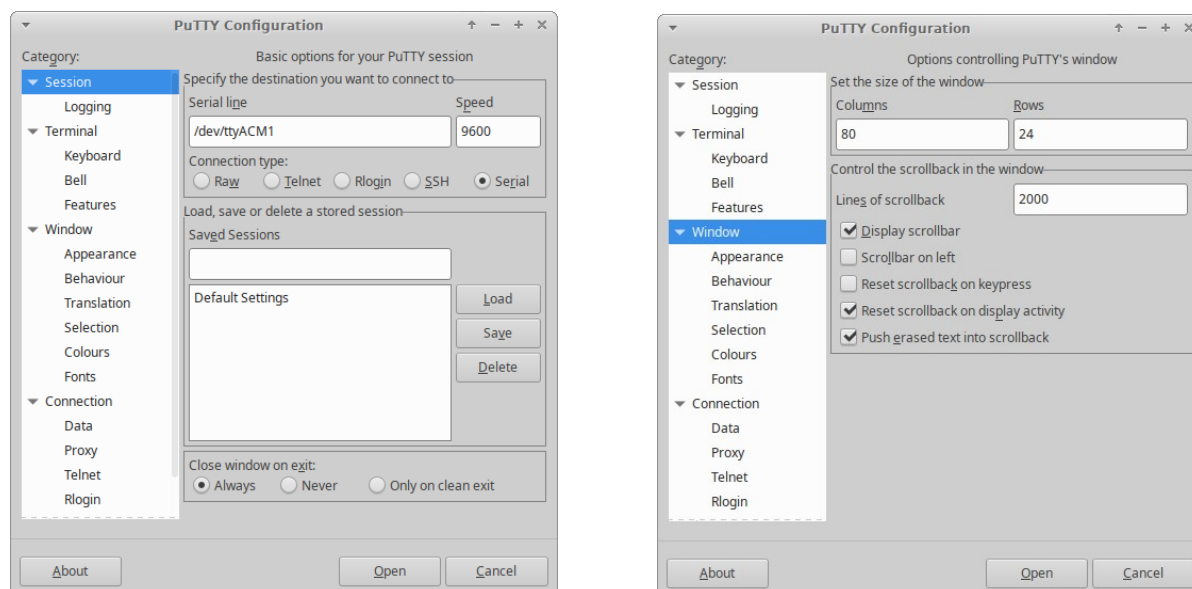 PuTTY Configuration
Category:
Basic options for your PuTTY session
Session
Logging
Terminal
Keyboard
Bell
Features
Window
Appearance
Behaviour
Translation
Selection
Colours
Fonts
Connection
Data
Proxy
Telnet
Rlogin
Specify the destination you want to connect to
Serial line Speed
/dev/ttyACM1 9600
Connection type:
Raw Telnet Rlogin SSH Serial
Load, save or delete a stored session
Saved Sessions
Default Settings
Load
Save
Delete
Close window on exit:
Always Never Only on clean exit
About Open Cancel
PuTTY Configuration
Category:
Options controlling PuTTY's window
Session
Logging
Terminal
Keyboard
Bell
Features
Window
Appearance
Behaviour
Translation
Selection
Colours
Fonts
Connection
Data
Proxy
Telnet
Rlogin
Set the size of the window
Columns Rows
80 24
Control the scrollback in the window
Lines of scrollback 2000
Display scrollbar
Scrollbar on left
Reset scrollback on keypress
Reset scrollback on display activity
Push erased text into scrollback
About Open Cancel